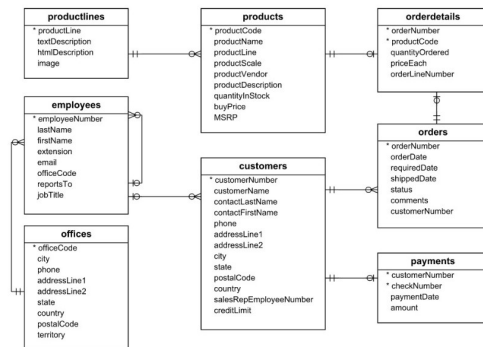 productlines
* productLine
textDescription
htmlDescription
image
products
* productCode
productName
productLine
productScale
productVendor
productDescription
quantityInStock
buyPrice
MSRP
orderdetails
* orderNumber
* productCode
quantityOrdered
priceEach
orderLineNumber
employees
* employeeNumber
lastName
firstName
extension
email
officeCode
reportsTo
jobTitle
customers
* customerNumber
customerName
contactLastName
contactFirstName
phone
addressLine1
addressLine2
city
state
postalCode
country
salesRepEmployeeNumber
creditLimit
orders
* orderNumber
orderDate
requiredDate
shippedDate
status
comments
customerNumber
offices
* officeCode
city
phone
addressLine1
addressLine2
state
country
postalCode
territory
payments
* customerNumber
* checkNumber
paymentDate
amount